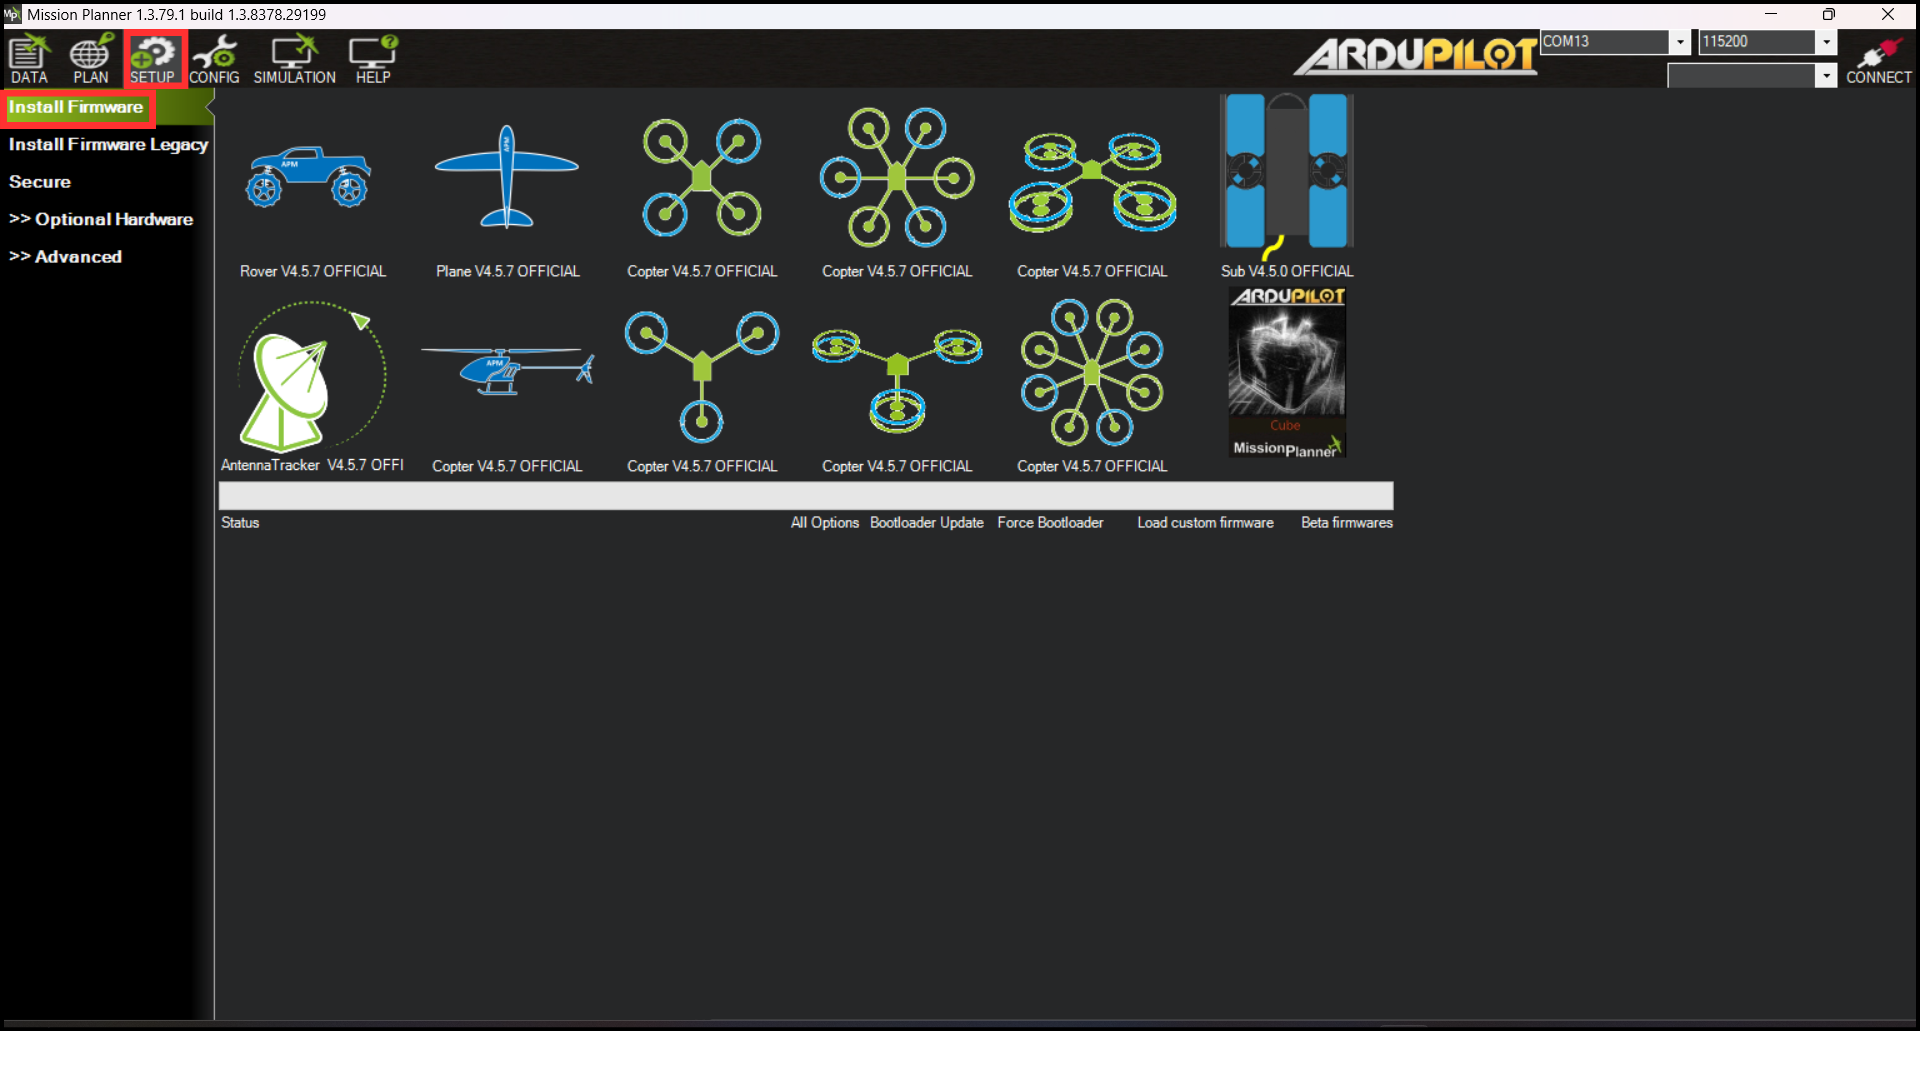 Mission Planner 1.3.79.1 build 1.3.8378.29199
DATA PLAN SETUP CONFIG SIMULATION HELP
ARDUPILOT
COM13
115200
CONNECT
Install Firmware
Install Firmware Legacy
Secure
>> Optional Hardware
>> Advanced
APM
APM
Rover V4.5.7 OFFICIAL
Plane V4.5.7 OFFICIAL
Copter V4.5.7 OFFICIAL
Copter V4.5.7 OFFICIAL
Copter V4.5.7 OFFICIAL
Sub V4.5.0 OFFICIAL
APM
ARDUPILOT
Cube
MissionPlanner
AntennaTracker V4.5.7 OFFI
Copter V4.5.7 OFFICIAL
Copter V4.5.7 OFFICIAL
Copter V4.5.7 OFFICIAL
Copter V4.5.7 OFFICIAL
Status
All Options
Bootloader Update
Force Bootloader
Load custom firmware
Beta firmwares